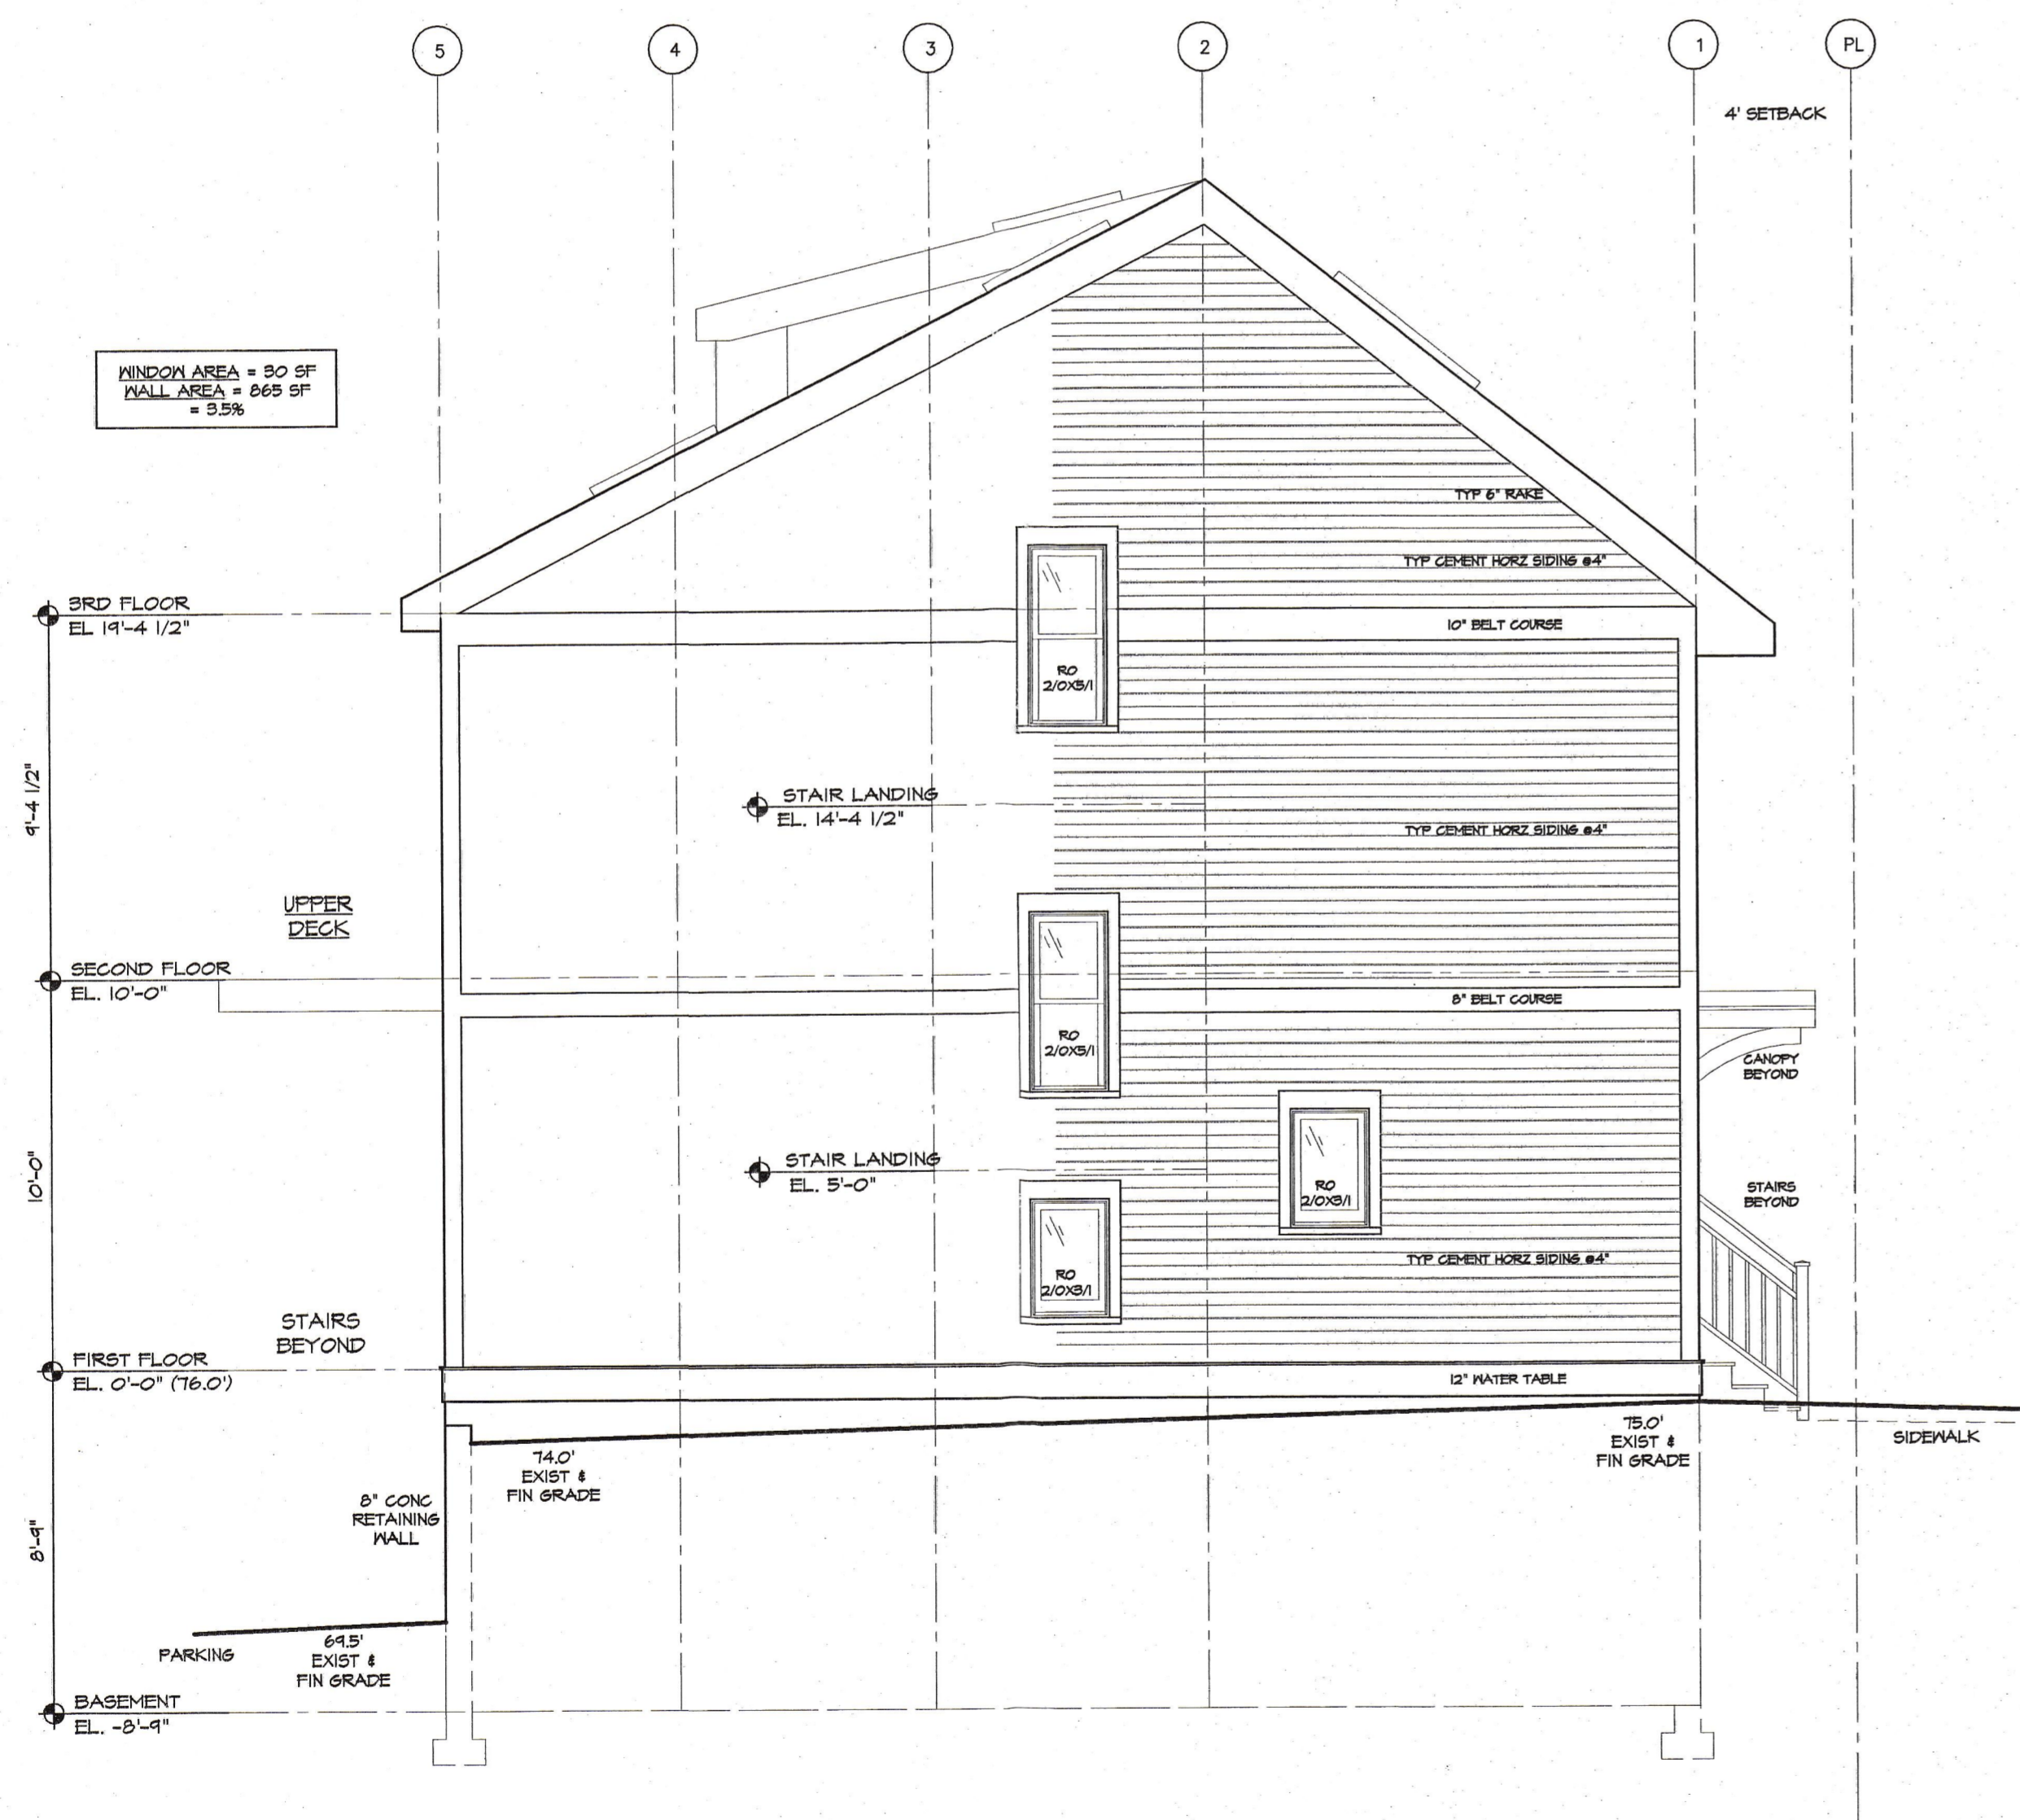 5
4
3
2
1
PL
4' SETBACK
WINDOW AREA = 30 SF
WALL AREA = 865 SF
= 3.5%
TYP 6" RAKE
TYP CEMENT HORZ SIDING @4"
3RD FLOOR
EL 19'-4 1/2"
10" BELT COURSE
RO
2/0X5/1
9'-4 1/2"
STAIR LANDING
EL. 14'-4 1/2"
TYP CEMENT HORZ SIDING @4"
UPPER
DECK
SECOND FLOOR
EL. 10'-0"
8" BELT COURSE
RO
2/0X5/1
CANOPY
BEYOND
10'-0"
STAIR LANDING
EL. 5'-0"
RO
2/0X3/1
STAIRS
BEYOND
TYP CEMENT HORZ SIDING @4"
RO
2/0X3/1
STAIRS
BEYOND
FIRST FLOOR
EL. 0'-0" (76.0')
12" WATER TABLE
75.0'
EXIST &
FIN GRADE
SIDEWALK
74.0'
EXIST &
FIN GRADE
8" CONC
RETAINING
WALL
8'-9"
PARKING
69.5'
EXIST &
FIN GRADE
BASEMENT
EL. -8'-9"